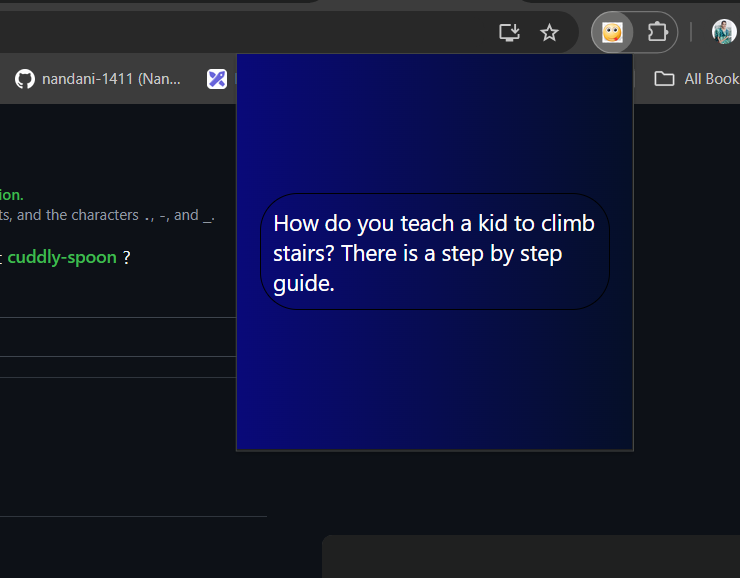 nandani-1411 (Nan...
All Book
How do you teach a kid to climb
stairs? There is a step by step
guide.
ion.
ts, and the characters ., -, and _.
cuddly-spoon ?